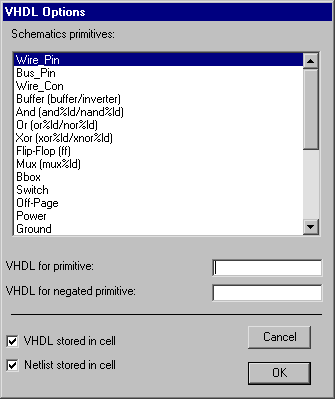 VHDL Options
Schematics primitives:
Wire_Pin
Bus_Pin
Wire_Con
Buffer (buffer/inverter)
And (and%ld/nand%ld)
Or (or%ld/nor%ld)
Xor (xor%ld/xnor%ld)
Flip-Flop (ff)
Mux (mux%ld)
Bbox
Switch
Off-Page
Power
Ground
VHDL for primitive:
VHDL for negated primitive:
VHDL stored in cell
Cancel
Netlist stored in cell
OK